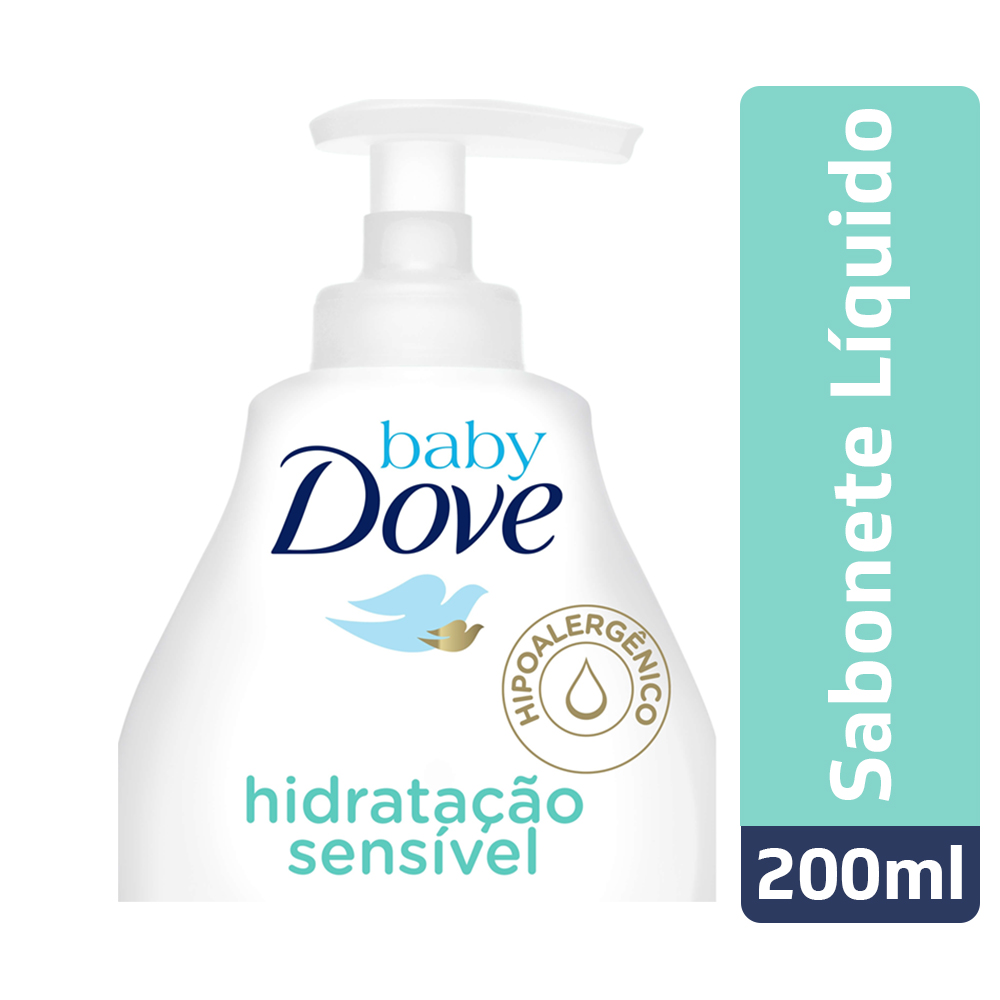 baby
Dove
HIPOALERGÊNICO
hidratação
sensível
Sabonete Líquido
200ml